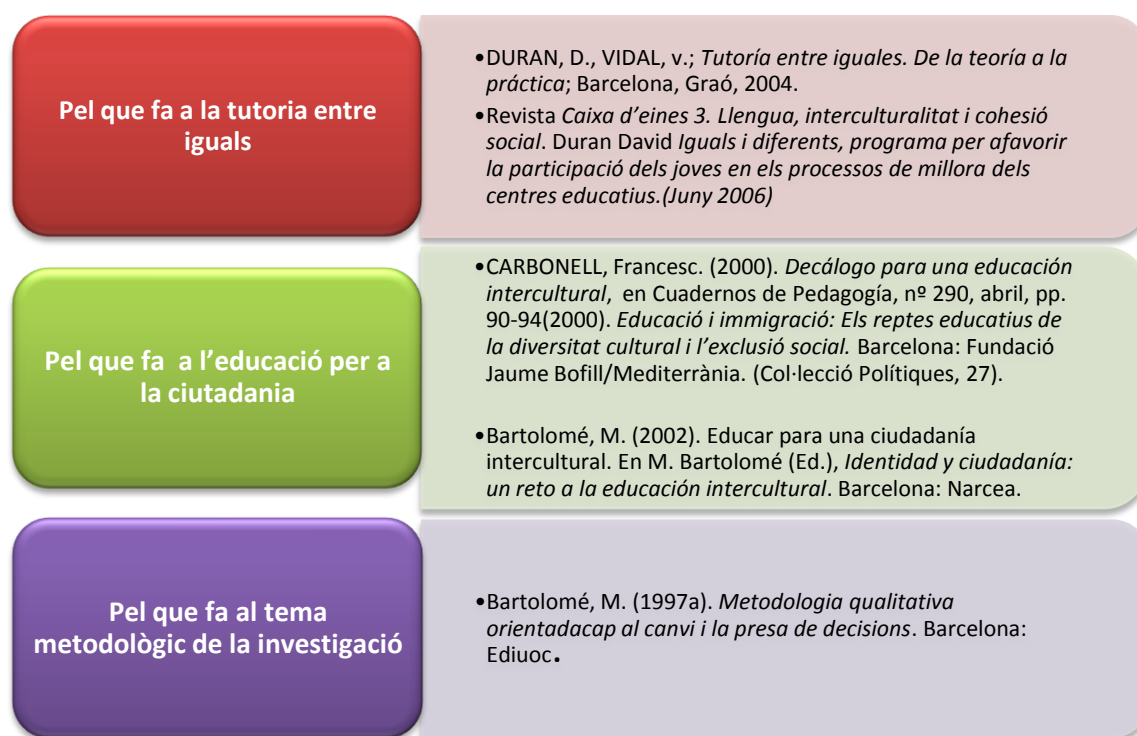 Pel que fa a la tutoria entre
iguals
•DURAN, D., VIDAL, v.; Tutoría entre iguales. De la teoría a la
práctica; Barcelona, Graó, 2004.
•Revista Caixa d'eines 3. Llengua, interculturalitat i cohesió
social. Duran David Iguals i diferents, programa per afavorir
la participació dels joves en els processos de millora dels
centres educatius.(Juny 2006)
Pel que fa  a l'educació per a
la ciutadania
•CARBONELL, Francesc. (2000). Decálogo para una educación
intercultural,  en Cuadernos de Pedagogía, nº 290, abril, pp.
90-94(2000). Educació i immigració: Els reptes educatius de
la diversitat cultural i l'exclusió social. Barcelona: Fundació
Jaume Bofill/Mediterrània. (Col·lecció Polítiques, 27).
•Bartolomé, M. (2002). Educar para una ciudadanía
intercultural. En M. Bartolomé (Ed.), Identidad y ciudadanía:
un reto a la educación intercultural. Barcelona: Narcea.
Pel que fa al tema
metodològic de la investigació
•Bartolomé, M. (1997a). Metodologia qualitativa
orientadacap al canvi i la presa de decisions. Barcelona:
Ediuoc.